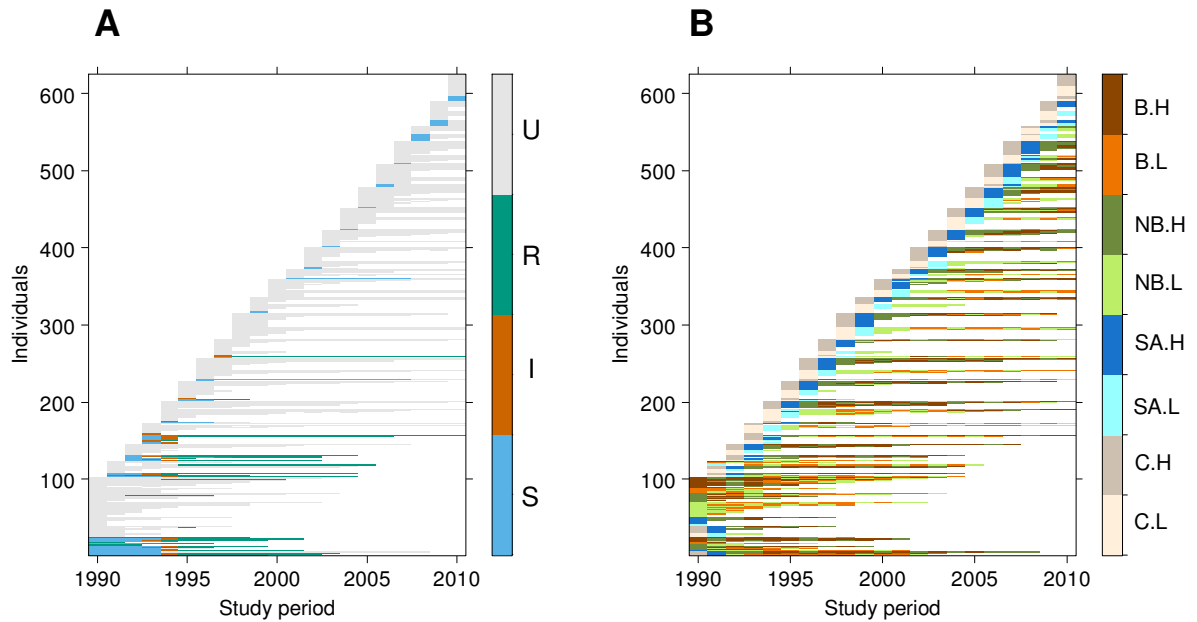 A
B
600
500
400
300
200
100
Individuals
1990
1995
2000
2005
2010
Study period
U
R
I
S
600
500
400
300
200
100
Individuals
1990
1995
2000
2005
2010
Study period
B.H
B.L
NB.H
NB.L
SA.H
SA.L
C.H
C.L